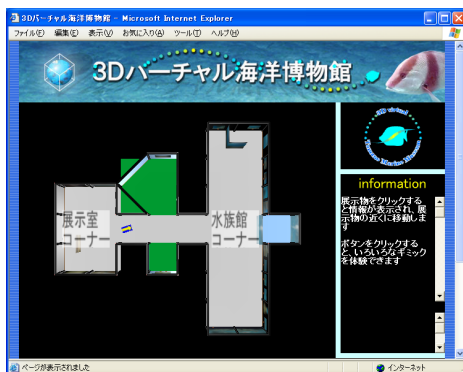 3Dバーチャル海洋博物館 - Microsoft Internet Explorer
ファイル(F) 編集(E) 表示(V) お気に入り(A) ツール(T) ヘルプ(H)
3Dバーチャル海洋博物館
3D virtual
Museum
展示室
コーナー
水族館
コーナー
information
展示物をクリックする
と情報が表示され、展
示物の近くに移動しま
す
ボタンをクリックする
と、いろいろなギミック
を体験できます
ページが表示されました
インターネット